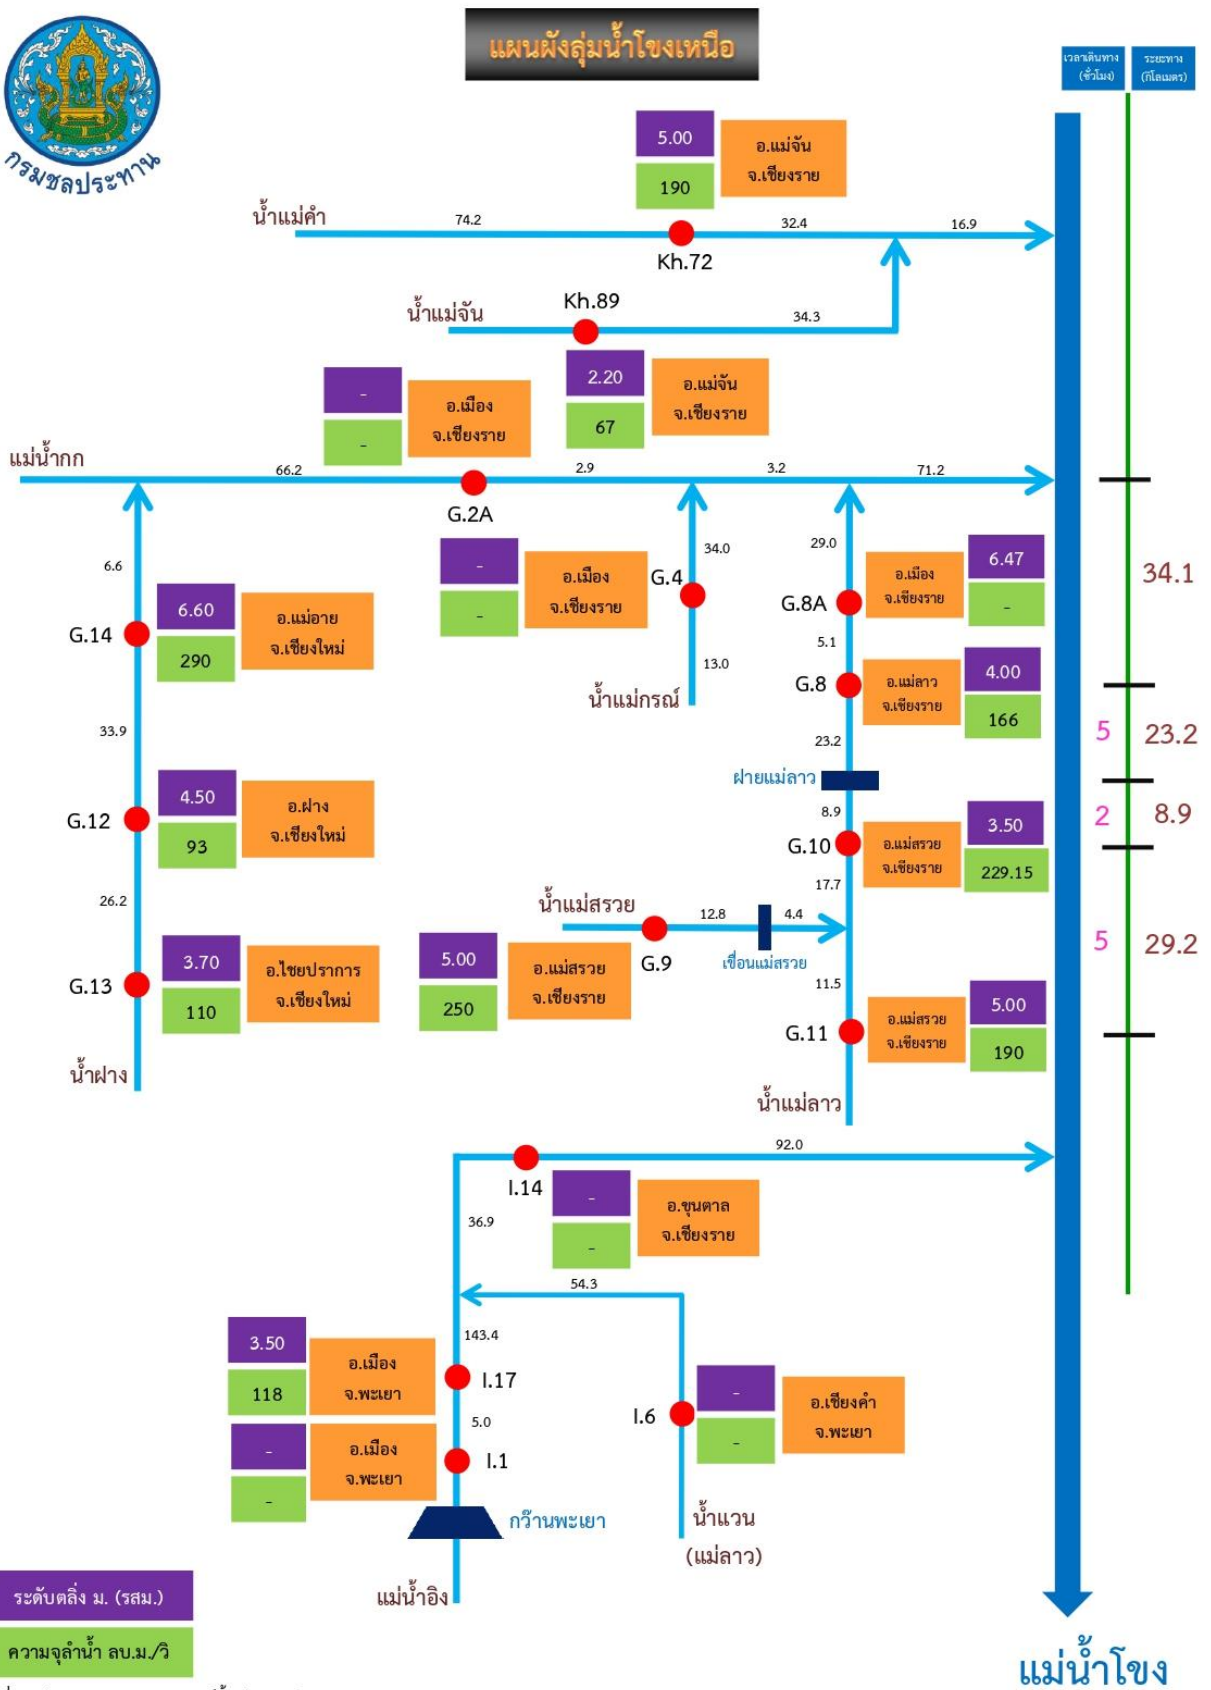 แผนผังลุ่มน้ำโขงเหนือ
กรมชลประทาน
เวลาเดินทาง
(ชั่วโมง)
ระยะทาง
(กิโลเมตร)
5.00
190
อ.แม่จัน
จ.เชียงราย
น้ำแม่คำ
74.2
32.4
16.9
Kh.72
Kh.89
น้ำแม่จัน
34.3
2.20
67
อ.แม่จัน
จ.เชียงราย
-
-
อ.เมือง
จ.เชียงราย
แม่น้ำกก
66.2
2.9
3.2
71.2
G.2A
6.6
G.14
6.60
290
อ.แม่อาย
จ.เชียงใหม่
33.9
G.12
4.50
93
อ.ฝาง
จ.เชียงใหม่
26.2
G.13
3.70
110
อ.ไชยปราการ
จ.เชียงใหม่
น้ำฝาง
-
-
อ.เมือง
จ.เชียงราย
34.0
G.4
13.0
น้ำแม่กรณ์
29.0
G.8A
อ.เมือง
จ.เชียงราย
6.47
-
5.1
G.8
อ.แม่ลาว
จ.เชียงราย
4.00
166
23.2
ฝายแม่ลาว
8.9
G.10
อ.แม่สรวย
จ.เชียงราย
3.50
229.15
17.7
น้ำแม่สรวย
12.8
4.4
G.9
เขื่อนแม่สรวย
5.00
250
อ.แม่สรวย
จ.เชียงราย
11.5
G.11
อ.แม่สรวย
จ.เชียงราย
5.00
190
น้ำแม่ลาว
34.1
5
23.2
2
8.9
5
29.2
92.0
I.14
-
-
อ.ขุนตาล
จ.เชียงราย
36.9
54.3
143.4
3.50
118
อ.เมือง
จ.พะเยา
I.17
5.0
-
-
อ.เมือง
จ.พะเยา
I.1
I.6
-
-
อ.เชียงคำ
จ.พะเยา
กว๊านพะเยา
น้ำแวน
(แม่ลาว)
แม่น้ำอิง
ระดับตลิ่ง ม. (รสม.)
ความจุลำน้ำ ลบ.ม./วิ
แม่น้ำโขง